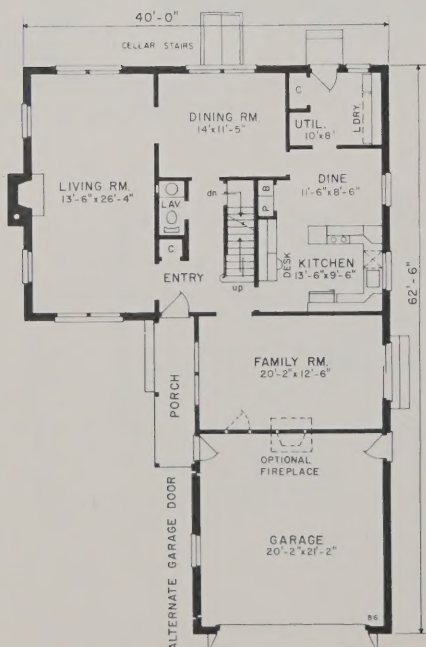 40'-0"
CELLAR STAIRS
C
DINING RM.
14'x11'-5"
UTIL.
10'x8'
LDRY
LIVING RM.
13'-6"x26'-4"
LAV
dn
B
P
DINE
11'-6"x8'-6"
C
DESK
KITCHEN
13'-6"x9'-6"
ENTRY
up
62'-6"
FAMILY RM.
20'-2"x12'-6"
PORCH
OPTIONAL
FIREPLACE
ALTERNATE GARAGE DOOR
GARAGE
20'-2"x21'-2"
86